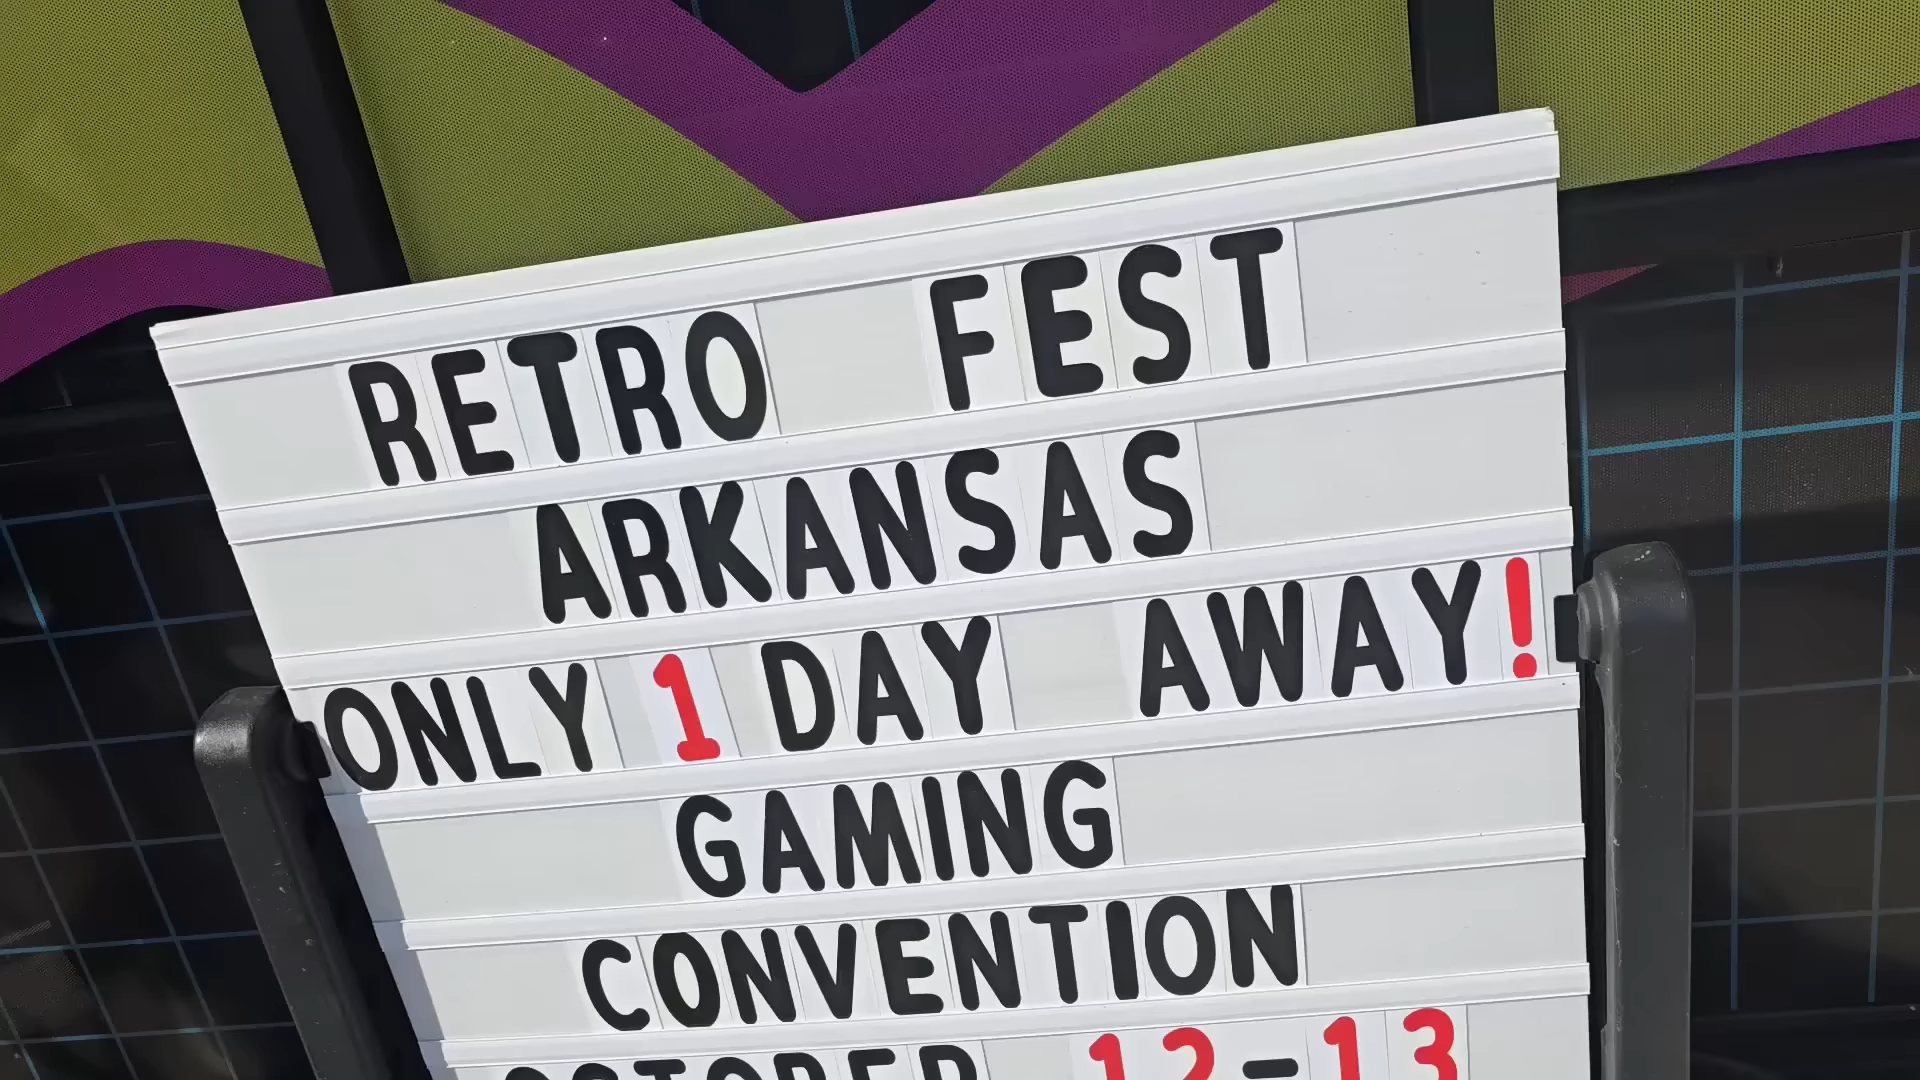 RETRO FEST
ARKANSAS
ONLY 1 DAY AWAY!
GAMING
CONVENTION
OCTOBER 12-13